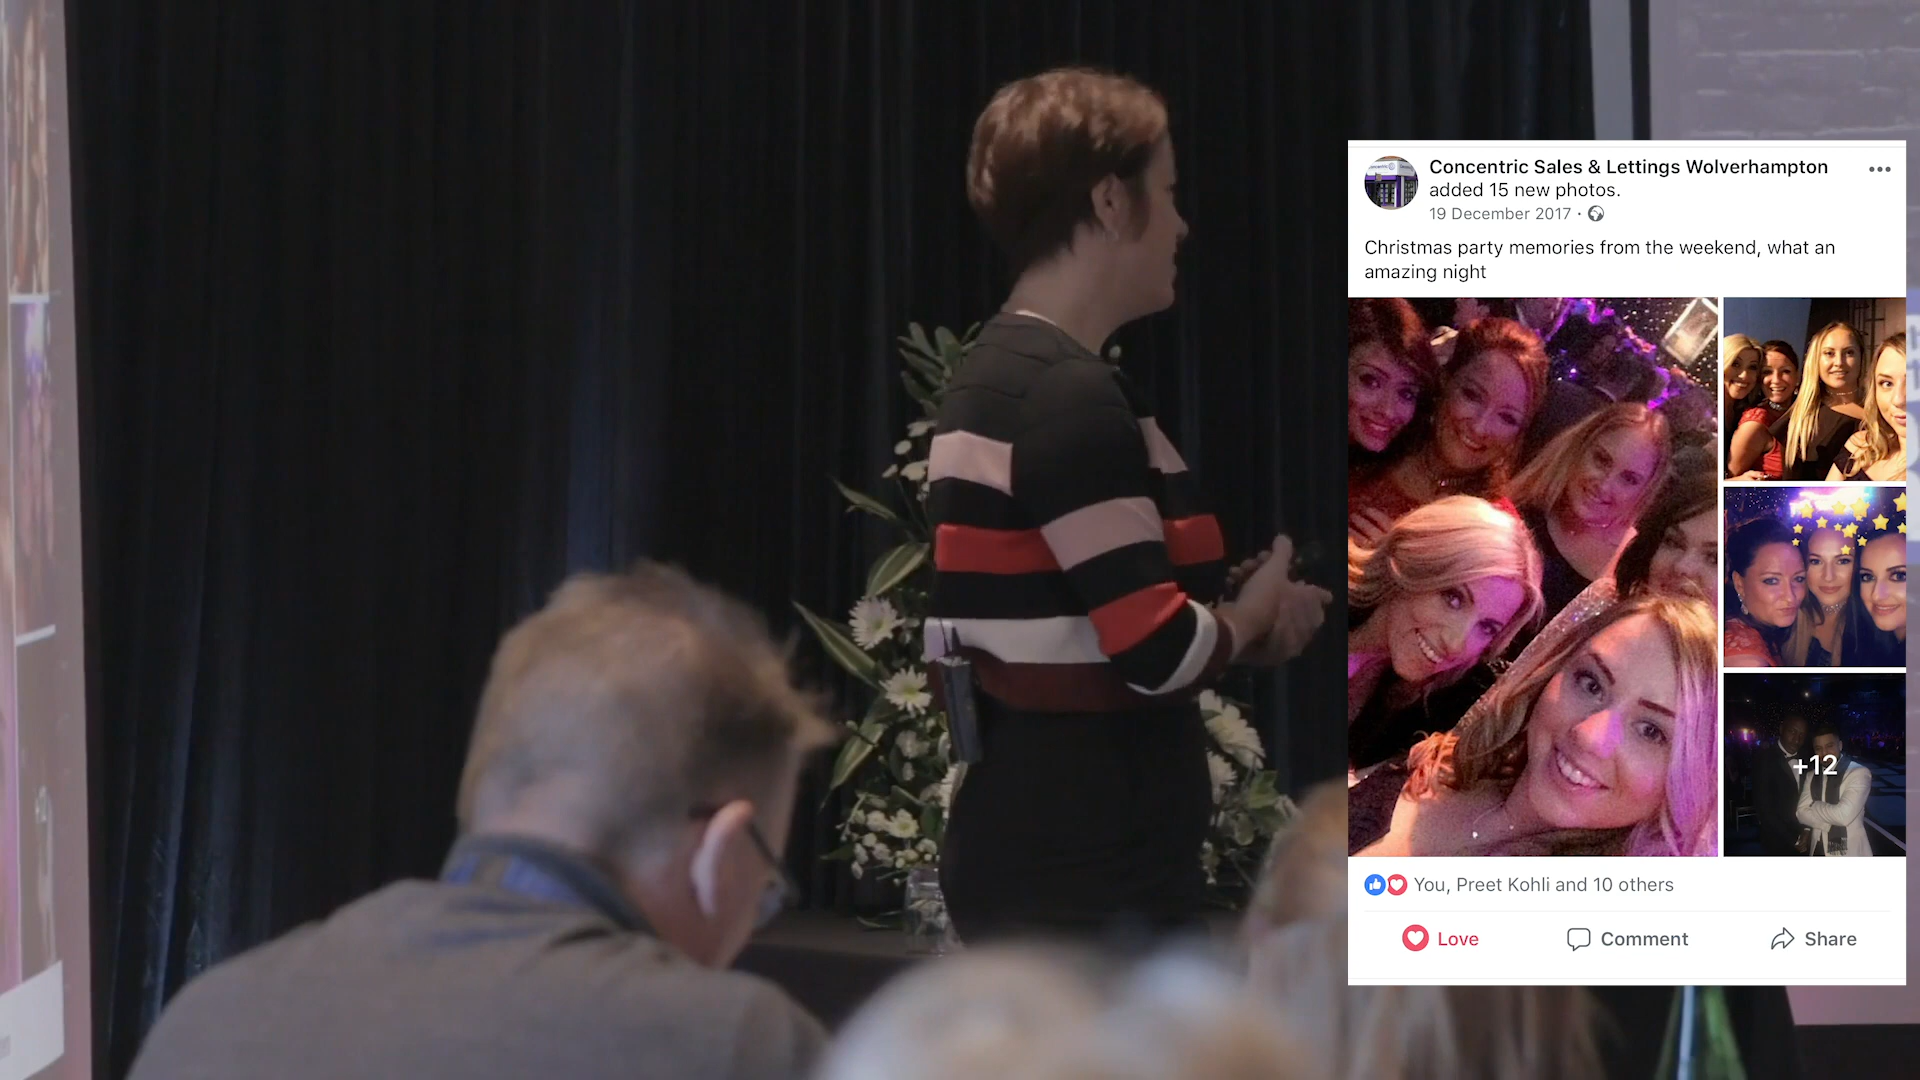 Concentric Sales & Lettings Wolverhampton
added 15 new photos.
19 December 2017 ·
Christmas party memories from the weekend, what an
amazing night
+12
You, Preet Kohli and 10 others
Love
Comment
Share